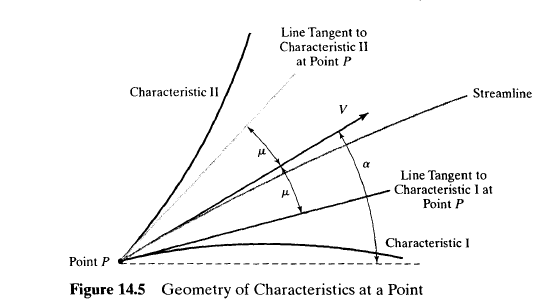 Line Tangent to
Characteristic II
at Point P
Characteristic II
V
Streamline
μ
α
μ
Line Tangent to
Characteristic I at
Point P
Characteristic I
Point P
Figure 14.5 Geometry of Characteristics at a Point